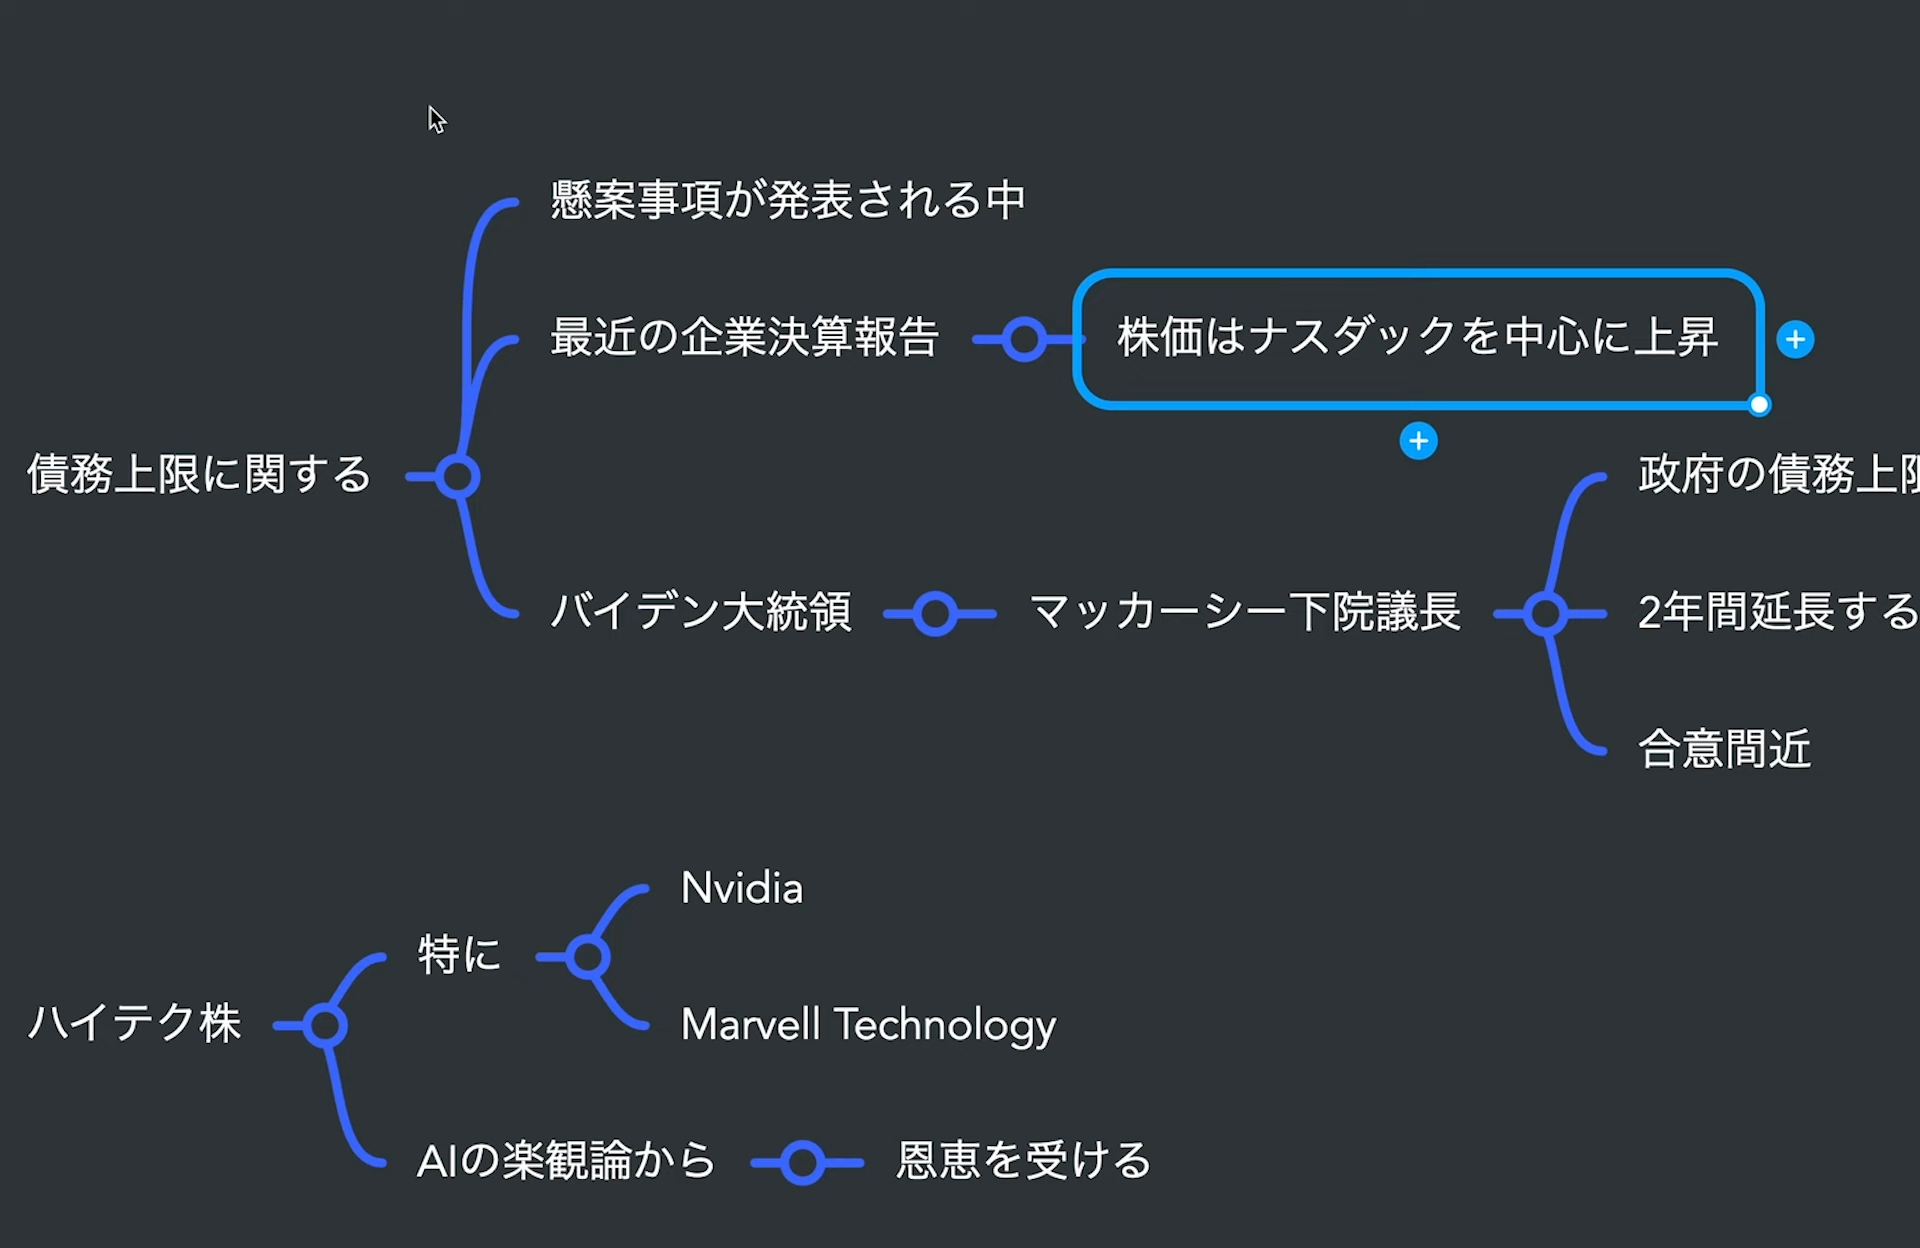 懸案事項が発表される中
最近の企業決算報告
株価はナスダックを中心に上昇
債務上限に関する
政府の債務上限
バイデン大統領
マッカーシー下院議長
2年間延長する
合意間近
Nvidia
特に
ハイテク株
Marvell Technology
AIの楽観論から
恩恵を受ける